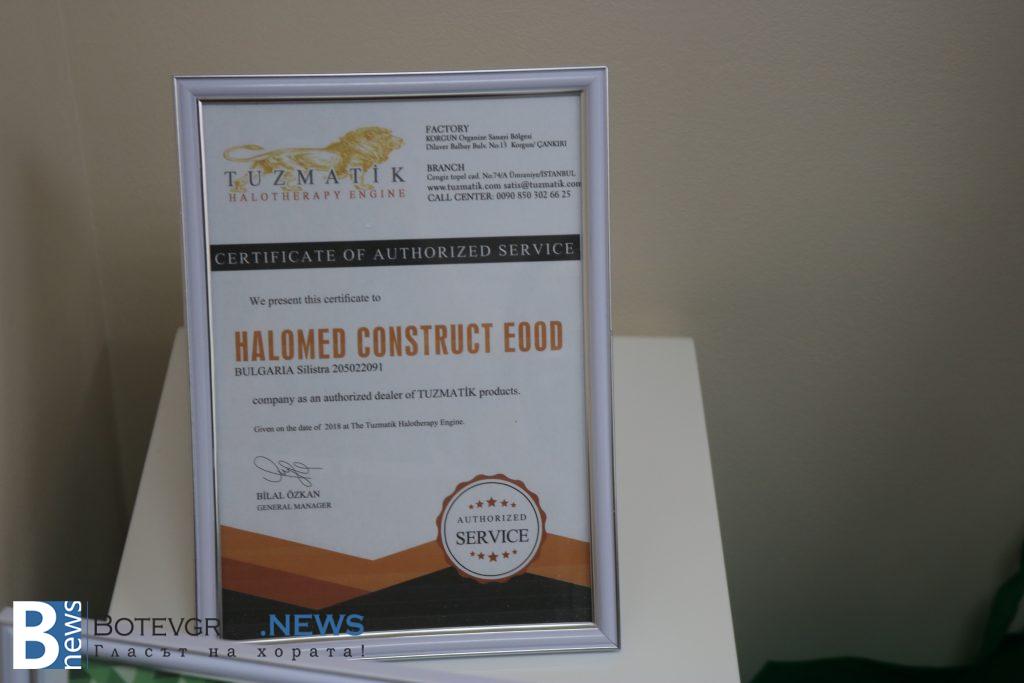 TUZMATİK
HALOTHERAPY ENGINE
FACTORY
KORGUN Organize Sanayi Bölgesi
Dilaver Balbay Bulv. No:13 Korgun/ ÇANKIRI
BRANCH
Cengiz topel cad. No:74/A Ümraniye/İSTANBUL
www.tuzmatik.com satis@tuzmatik.com
CALL CENTER: 0090 850 302 66 25
CERTIFICATE OF AUTHORIZED SERVICE
We present this certificate to
HALOMED CONSTRUCT EOOD
BULGARIA Silistra 205022091
company as an authorized dealer of TUZMATİK products.
Given on the date of 2018 at The Tuzmatik Halotherapy Engine.
BİLAL ÖZKAN
GENERAL MANAGER
AUTHORIZED
SERVICE
B news
BOTEVGR .NEWS
Гласът на хората!